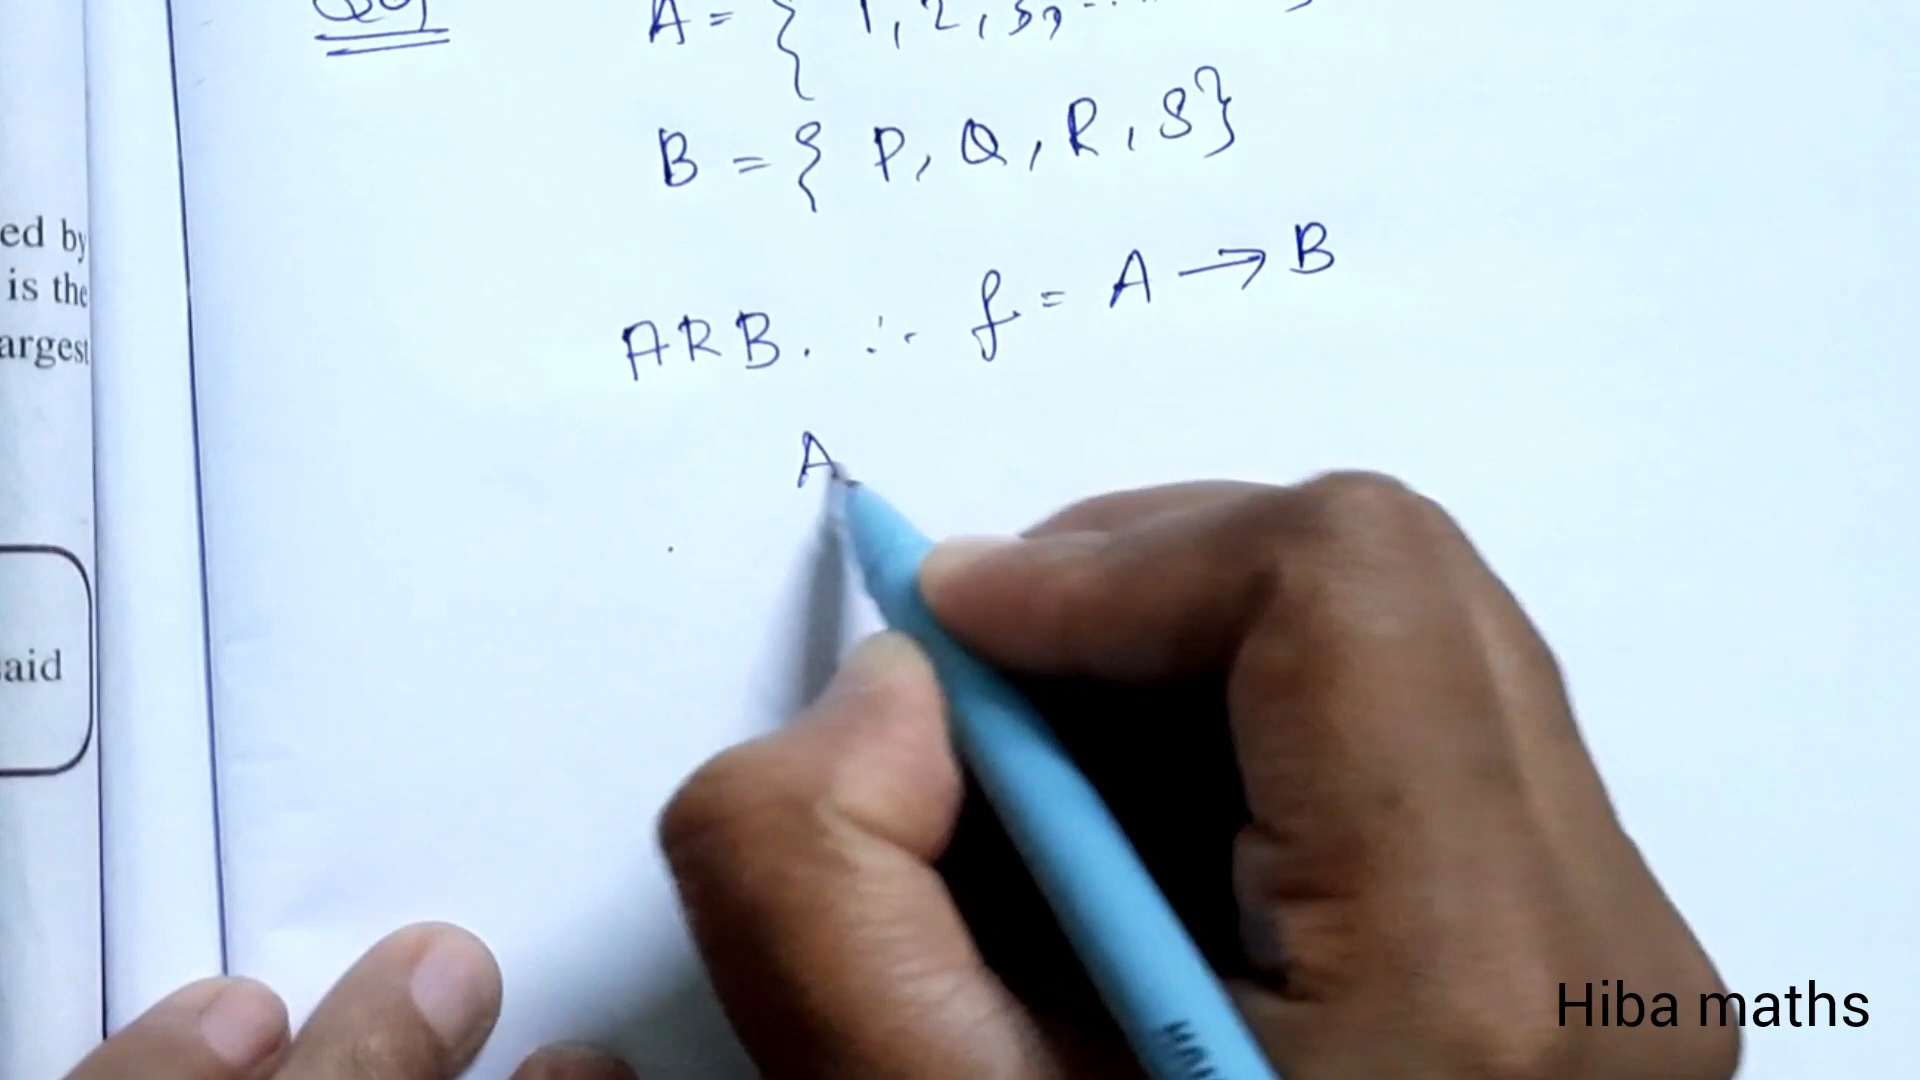 A = { 1, 2, 3, ....
B = { P, Q, R, S }
ARB. ∴ f = A → B
A
ed by
is the
argest
aid
Hiba maths